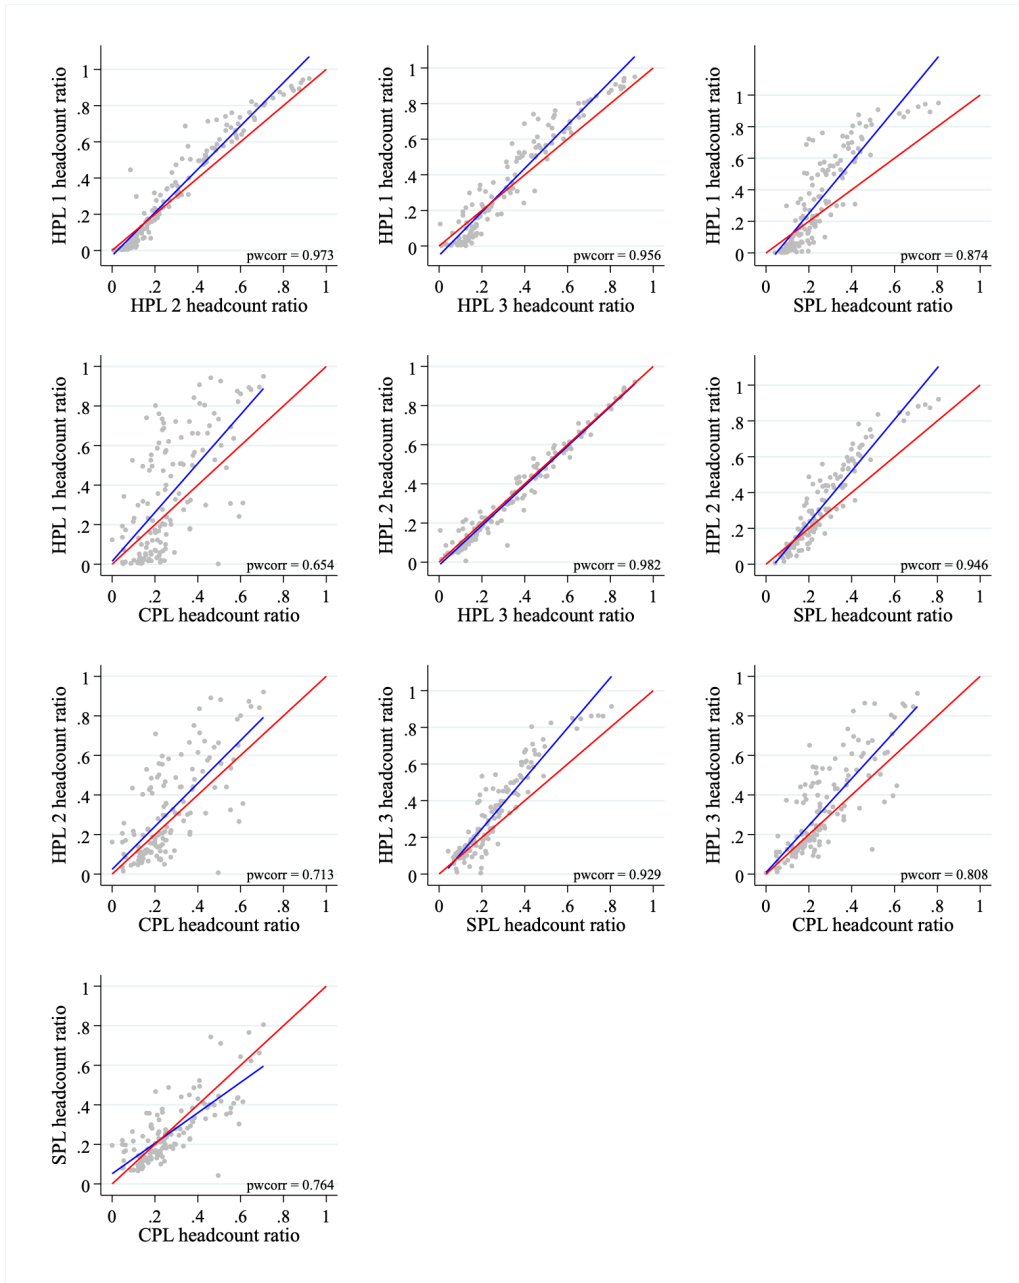 HPL 1 headcount ratio
1
.8
.6
.4
.2
0
pwcorr = 0.973
0 .2 .4 .6 .8 1
HPL 2 headcount ratio
HPL 1 headcount ratio
1
.8
.6
.4
.2
0
pwcorr = 0.956
0 .2 .4 .6 .8 1
HPL 3 headcount ratio
HPL 1 headcount ratio
1
.8
.6
.4
.2
0
pwcorr = 0.874
0 .2 .4 .6 .8 1
SPL headcount ratio
HPL 1 headcount ratio
1
.8
.6
.4
.2
0
pwcorr = 0.654
0 .2 .4 .6 .8 1
CPL headcount ratio
HPL 2 headcount ratio
1
.8
.6
.4
.2
0
pwcorr = 0.982
0 .2 .4 .6 .8 1
HPL 3 headcount ratio
HPL 2 headcount ratio
1
.8
.6
.4
.2
0
pwcorr = 0.946
0 .2 .4 .6 .8 1
SPL headcount ratio
HPL 2 headcount ratio
1
.8
.6
.4
.2
0
pwcorr = 0.713
0 .2 .4 .6 .8 1
CPL headcount ratio
HPL 3 headcount ratio
1
.8
.6
.4
.2
0
pwcorr = 0.929
0 .2 .4 .6 .8 1
SPL headcount ratio
HPL 3 headcount ratio
1
.8
.6
.4
.2
0
pwcorr = 0.808
0 .2 .4 .6 .8 1
CPL headcount ratio
SPL headcount ratio
1
.8
.6
.4
.2
0
pwcorr = 0.764
0 .2 .4 .6 .8 1
CPL headcount ratio